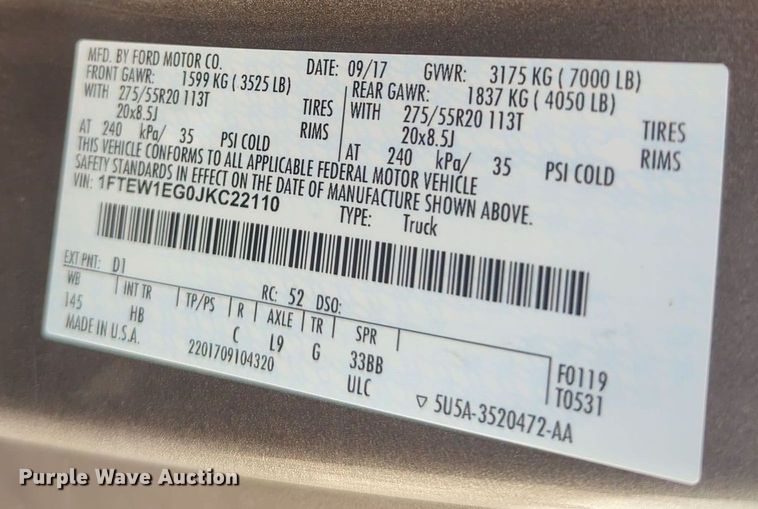 MFD. BY FORD MOTOR CO. DATE: 09/17 GVWR: 3175 KG ( 7000 LB)
FRONT GAWR: 1599 KG ( 3525 LB) REAR GAWR: 1837 KG ( 4050 LB)
WITH 275/55R20 113T TIRES WITH 275/55R20 113T TIRES
20x8.5J RIMS 20x8.5J RIMS
AT 240 kPa/ 35 PSI COLD AT 240 kPa/ 35 PSI COLD
THIS VEHICLE CONFORMS TO ALL APPLICABLE FEDERAL MOTOR VEHICLE
SAFETY STANDARDS IN EFFECT ON THE DATE OF MANUFACTURE SHOWN ABOVE.
VIN: 1FTEW1EG0JKC22110 TYPE: Truck
EXT PNT: D1 RC: 52 DSO:
WB INT TR TP/PS R AXLE TR SPR
145 HB C L9 G 33BB F0119
MADE IN U.S.A. 2201709104320 ULC T0531
▽ 5U5A-3520472-AA
Purple Wave Auction